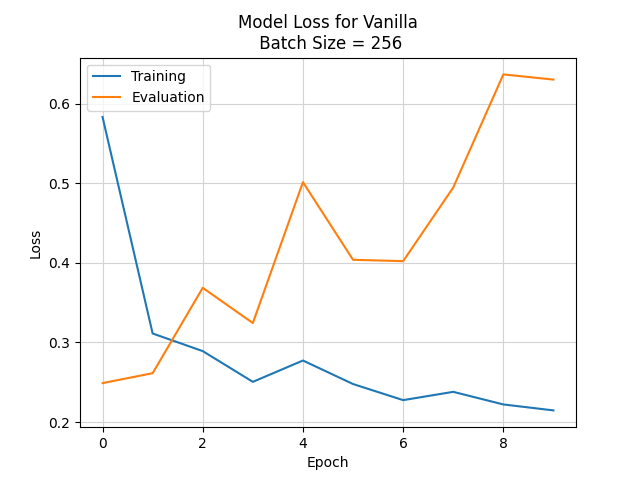 Model Loss for Vanilla
Batch Size = 256
Training
Evaluation
0.6
0.5
0.4
0.3
0.2
Loss
0 2 4 6 8
Epoch